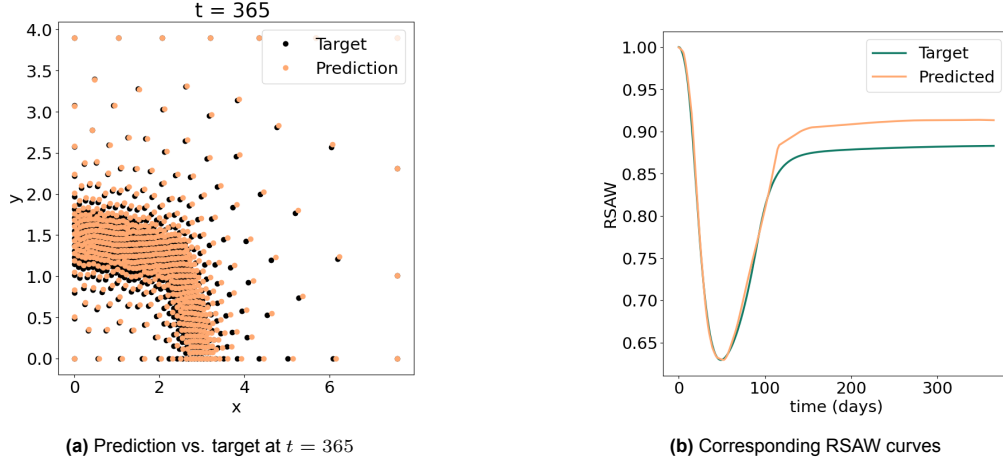 t = 365
4.0
3.5
3.0
2.5
2.0
1.5
1.0
0.5
0.0
y
Target
Prediction
0
2
4
6
x
(a) Prediction vs. target at t = 365
1.00
0.95
0.90
0.85
0.80
0.75
0.70
0.65
RSAW
Target
Predicted
0
100
200
300
time (days)
(b) Corresponding RSAW curves